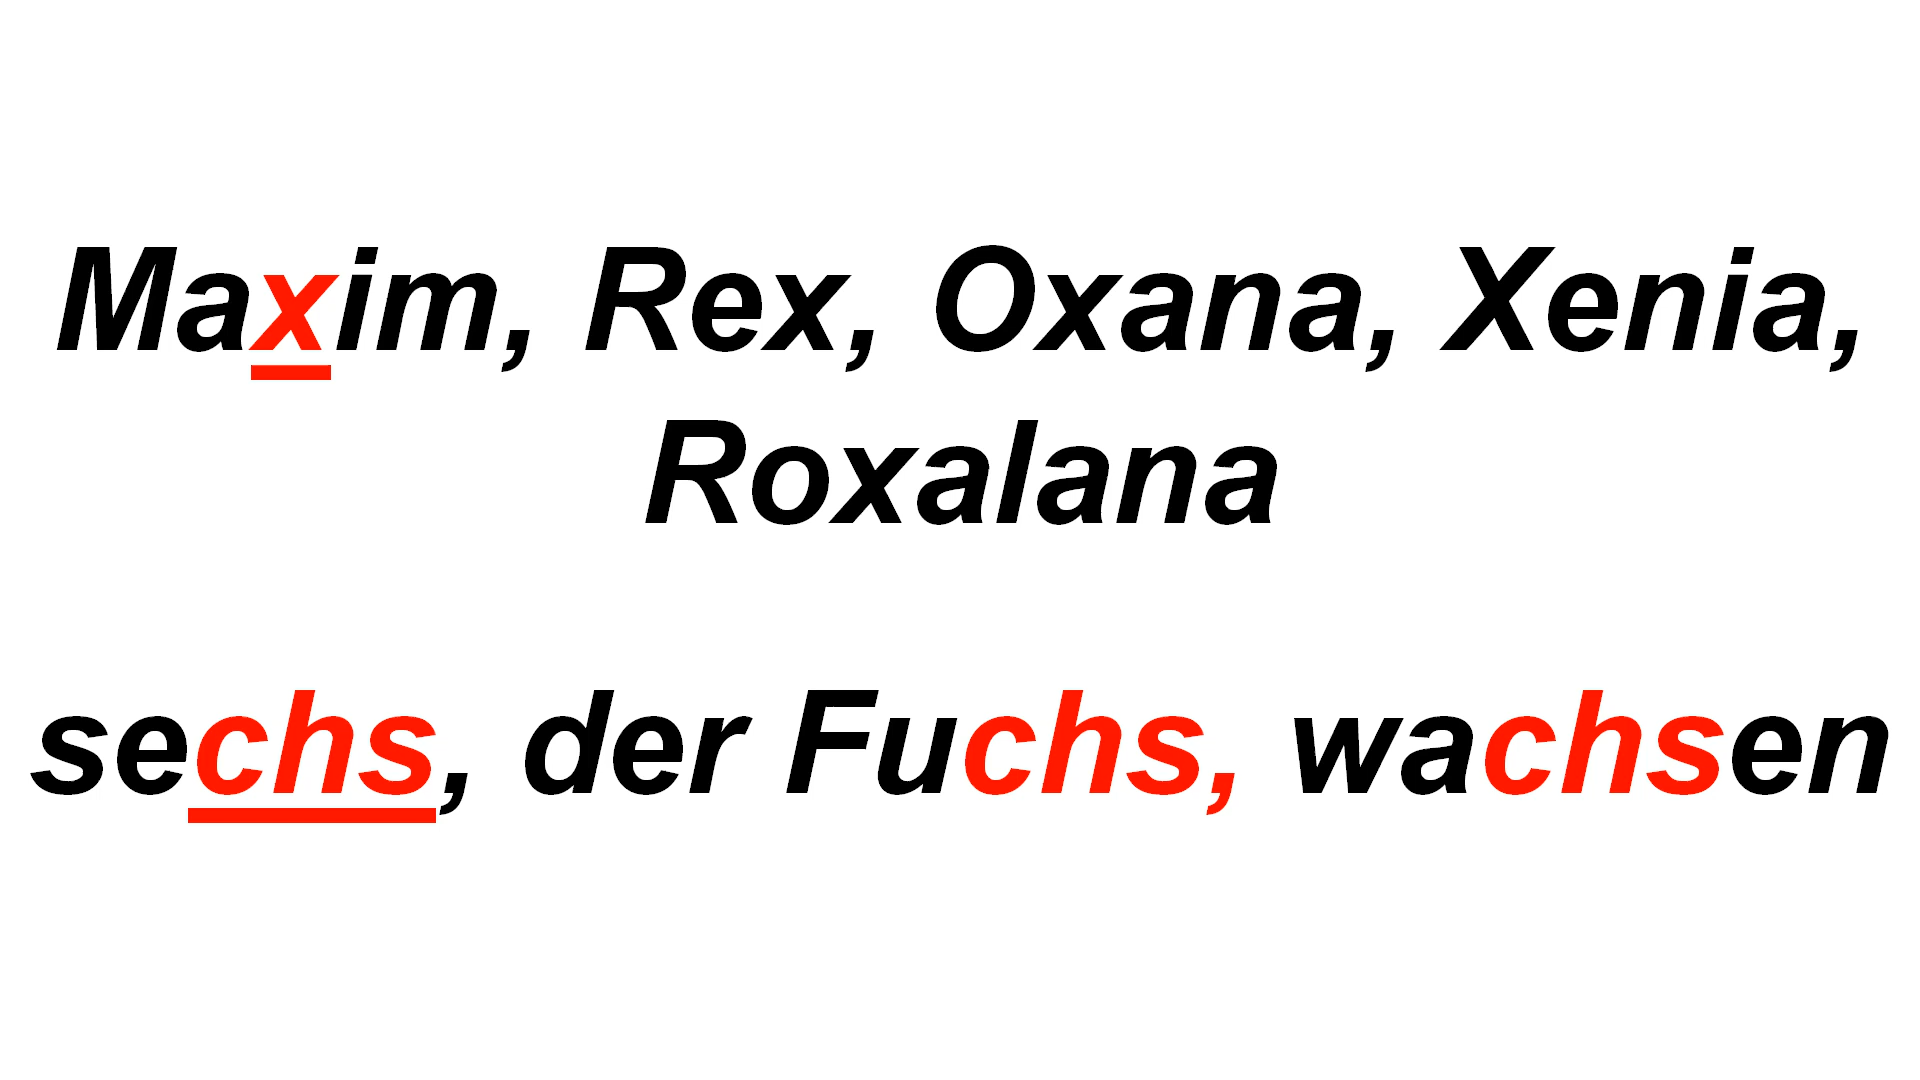 Maxim, Rex, Oxana, Xenia,
Roxalana
sechs, der Fuchs, wachsen